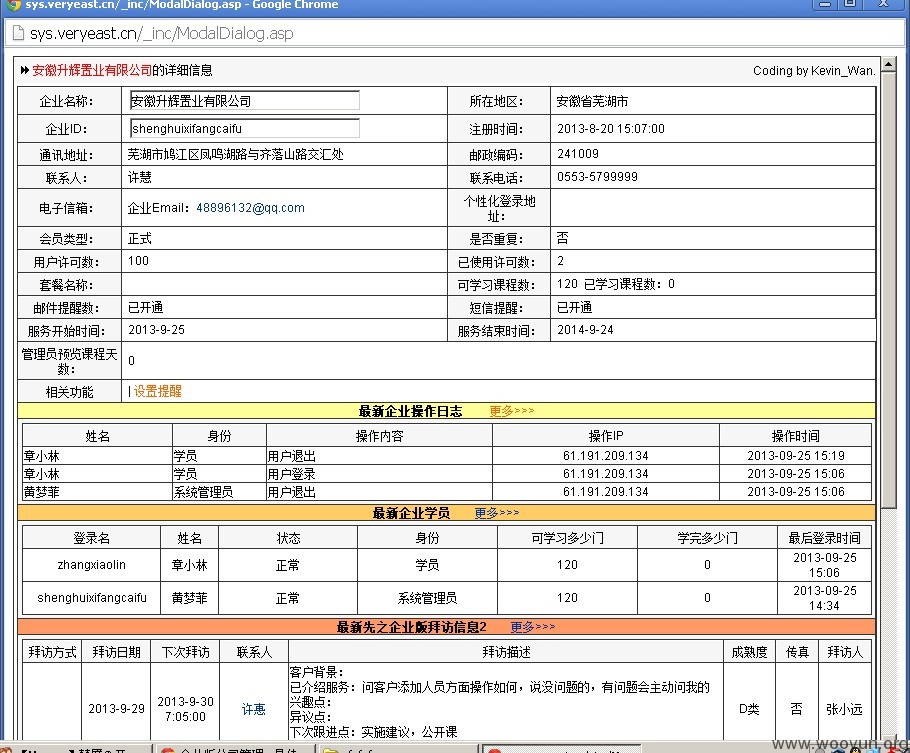 sys.veryeast.cn/_inc/ModalDialog.asp - Google Chrome
sys.veryeast.cn/_inc/ModalDialog.asp
安徽升辉置业有限公司的详细信息 Coding by Kevin_Wan.
企业名称： 安徽升辉置业有限公司 所在地区： 安徽省芜湖市
企业ID： shenghuixifangcaifu 注册时间： 2013-8-20 15:07:00
通讯地址： 芜湖市鸠江区凤鸣湖路与齐落山路交汇处 邮政编码： 241009
联系人： 许慧 联系电话： 0553-5799999
电子信箱： 企业Email：48896132@qq.com 个性化登录地址：
会员类型： 正式 是否重复： 否
用户许可数： 100 已使用许可数： 2
套餐名称： 可学习课程数： 120 已学习课程数：0
邮件提醒数： 已开通 短信提醒： 已开通
服务开始时间： 2013-9-25 服务结束时间： 2014-9-24
管理员预览课程天数： 0
相关功能 | 设置提醒
最新企业操作日志 更多>>>
姓名 身份 操作内容 操作IP 操作时间
章小林 学员 用户退出 61.191.209.134 2013-09-25 15:19
章小林 学员 用户登录 61.191.209.134 2013-09-25 15:06
黄梦菲 系统管理员 用户退出 61.191.209.134 2013-09-25 15:06
最新企业学员 更多>>>
登录名 姓名 状态 身份 可学习多少门 学完多少门 最后登录时间
zhangxiaolin 章小林 正常 学员 120 0 2013-09-25 15:06
shenghuixifangcaifu 黄梦菲 正常 系统管理员 120 0 2013-09-25 14:34
最新先之企业版拜访信息2 更多>>>
拜访方式 拜访日期 下次拜访 联系人 拜访描述 成熟度 传真 拜访人
2013-9-29 2013-9-30 7:05:00 许惠 D类 否 张小远
客户背景：
已介绍服务：问客户添加人员方面操作如何，说没问题的，有问题会主动问我的
兴趣点：
异议点：
下次跟进点：实施建议，公开课
www.wooyun.org